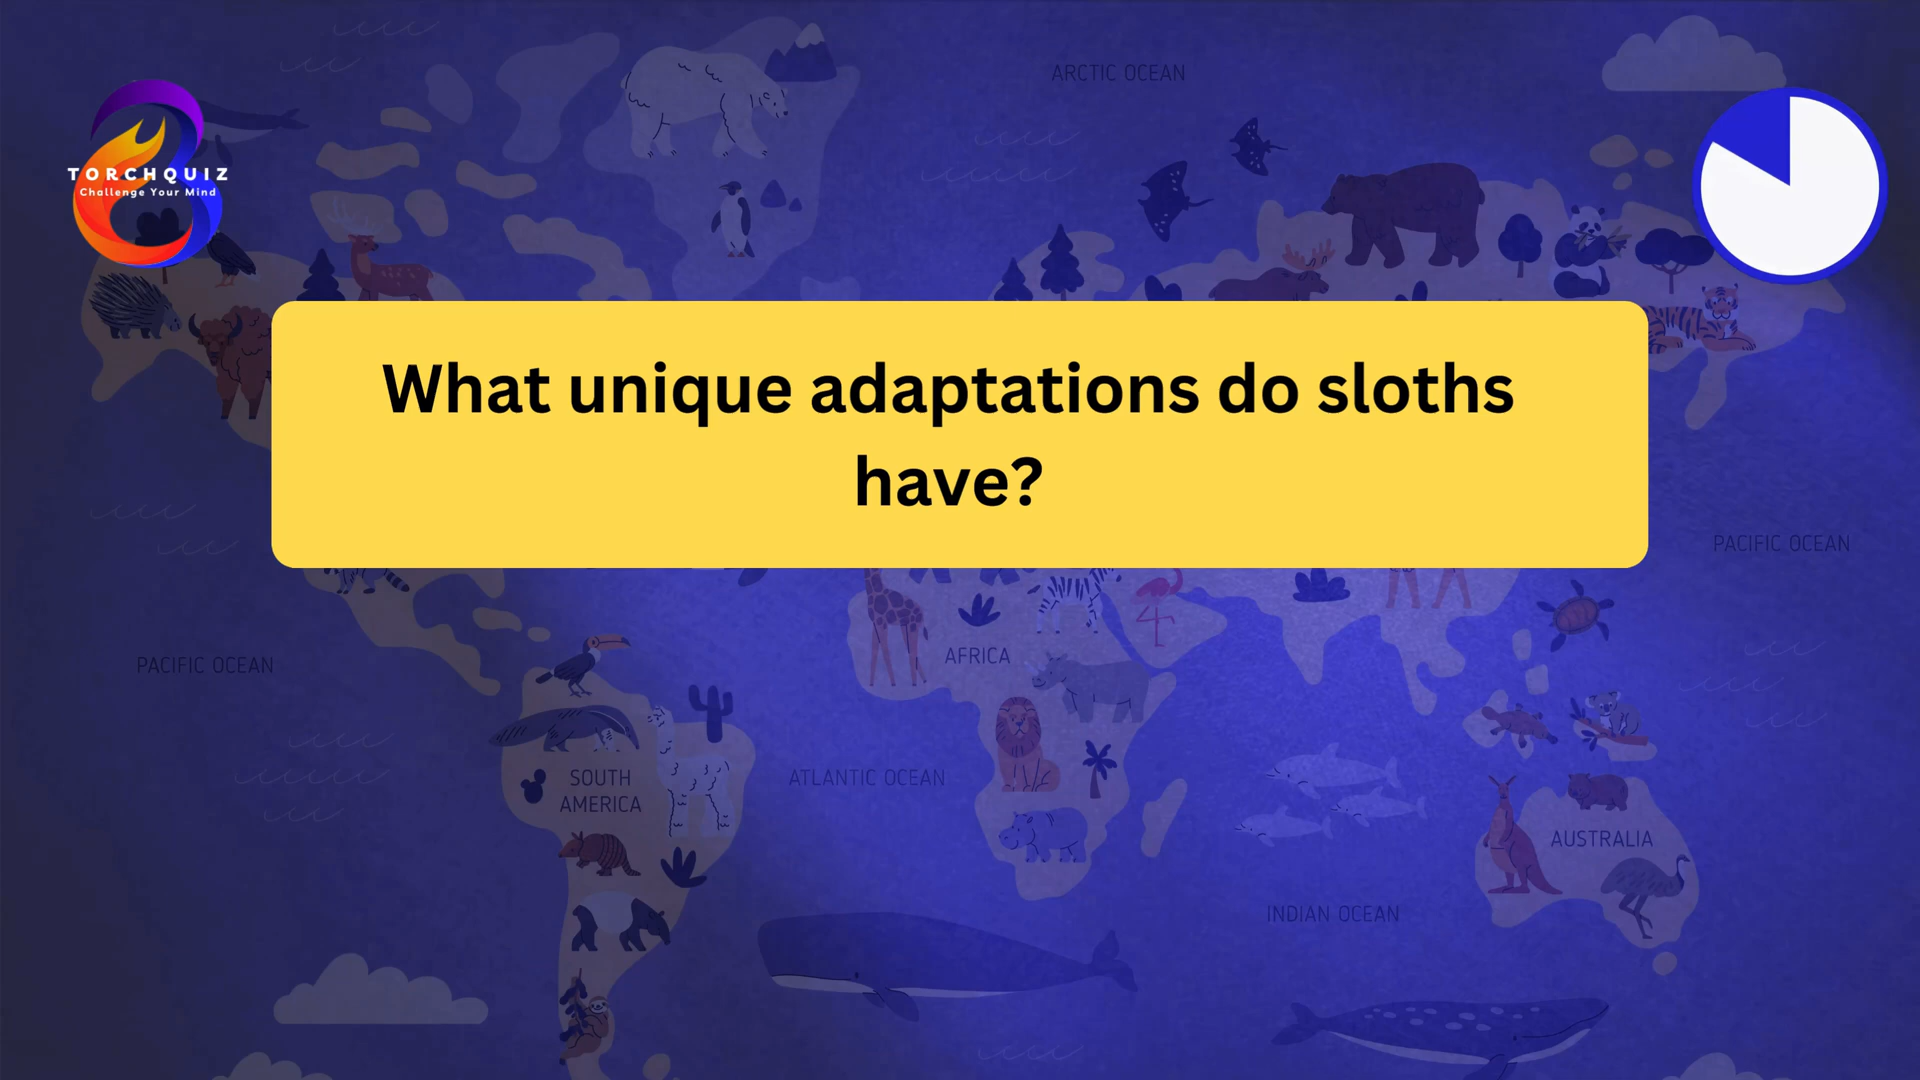 ARCTIC OCEAN
TORCHQUIZ
Challenge Your Mind
What unique adaptations do sloths
have?
PACIFIC OCEAN
AFRICA
PACIFIC OCEAN
SOUTH
AMERICA
ATLANTIC OCEAN
AUSTRALIA
INDIAN OCEAN